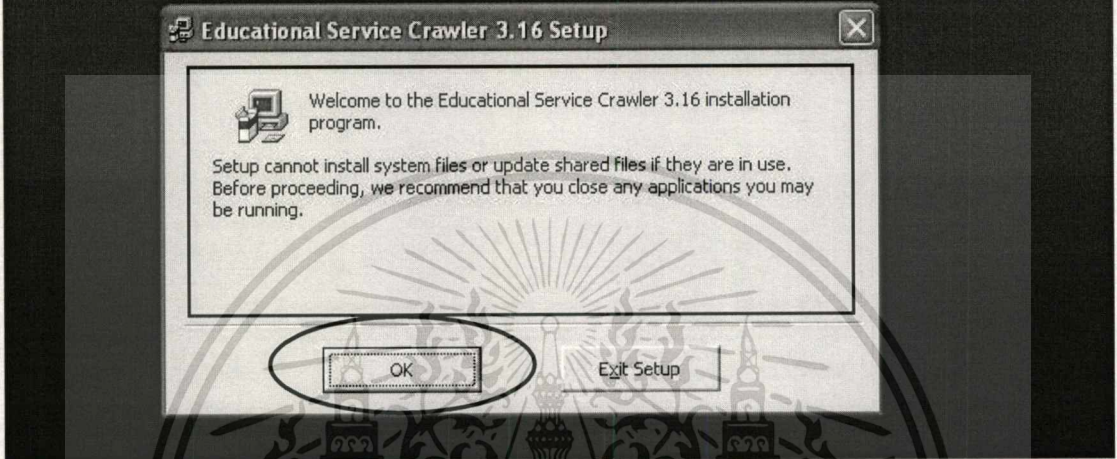 Educational Service Crawler 3.16 Setup
Welcome to the Educational Service Crawler 3.16 installation
program.
Setup cannot install system files or update shared files if they are in use.
Before proceeding, we recommend that you close any applications you may
be running.
OK
Exit Setup